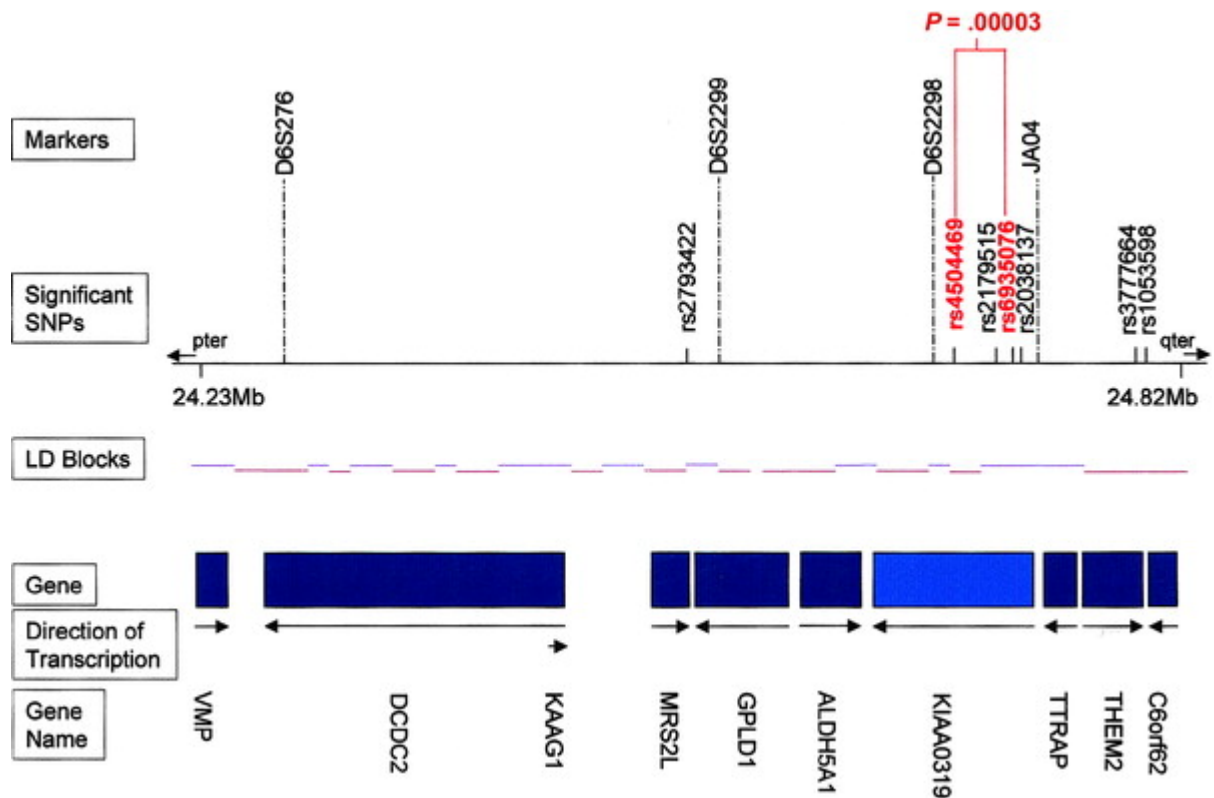 P = .00003
Markers
D6S276
D6S2299
D6S2298
JA04
Significant
SNPs
rs2793422
rs4504469
rs2179515
rs6935076
rs2038137
rs3777664
rs1053598
pter
qter
24.23Mb
24.82Mb
LD Blocks
Gene
Direction of
Transcription
Gene
Name
VMP
DCDC2
KAAG1
MRS2L
GPLD1
ALDH5A1
KIAA0319
TTRAP
THEM2
C6orf62